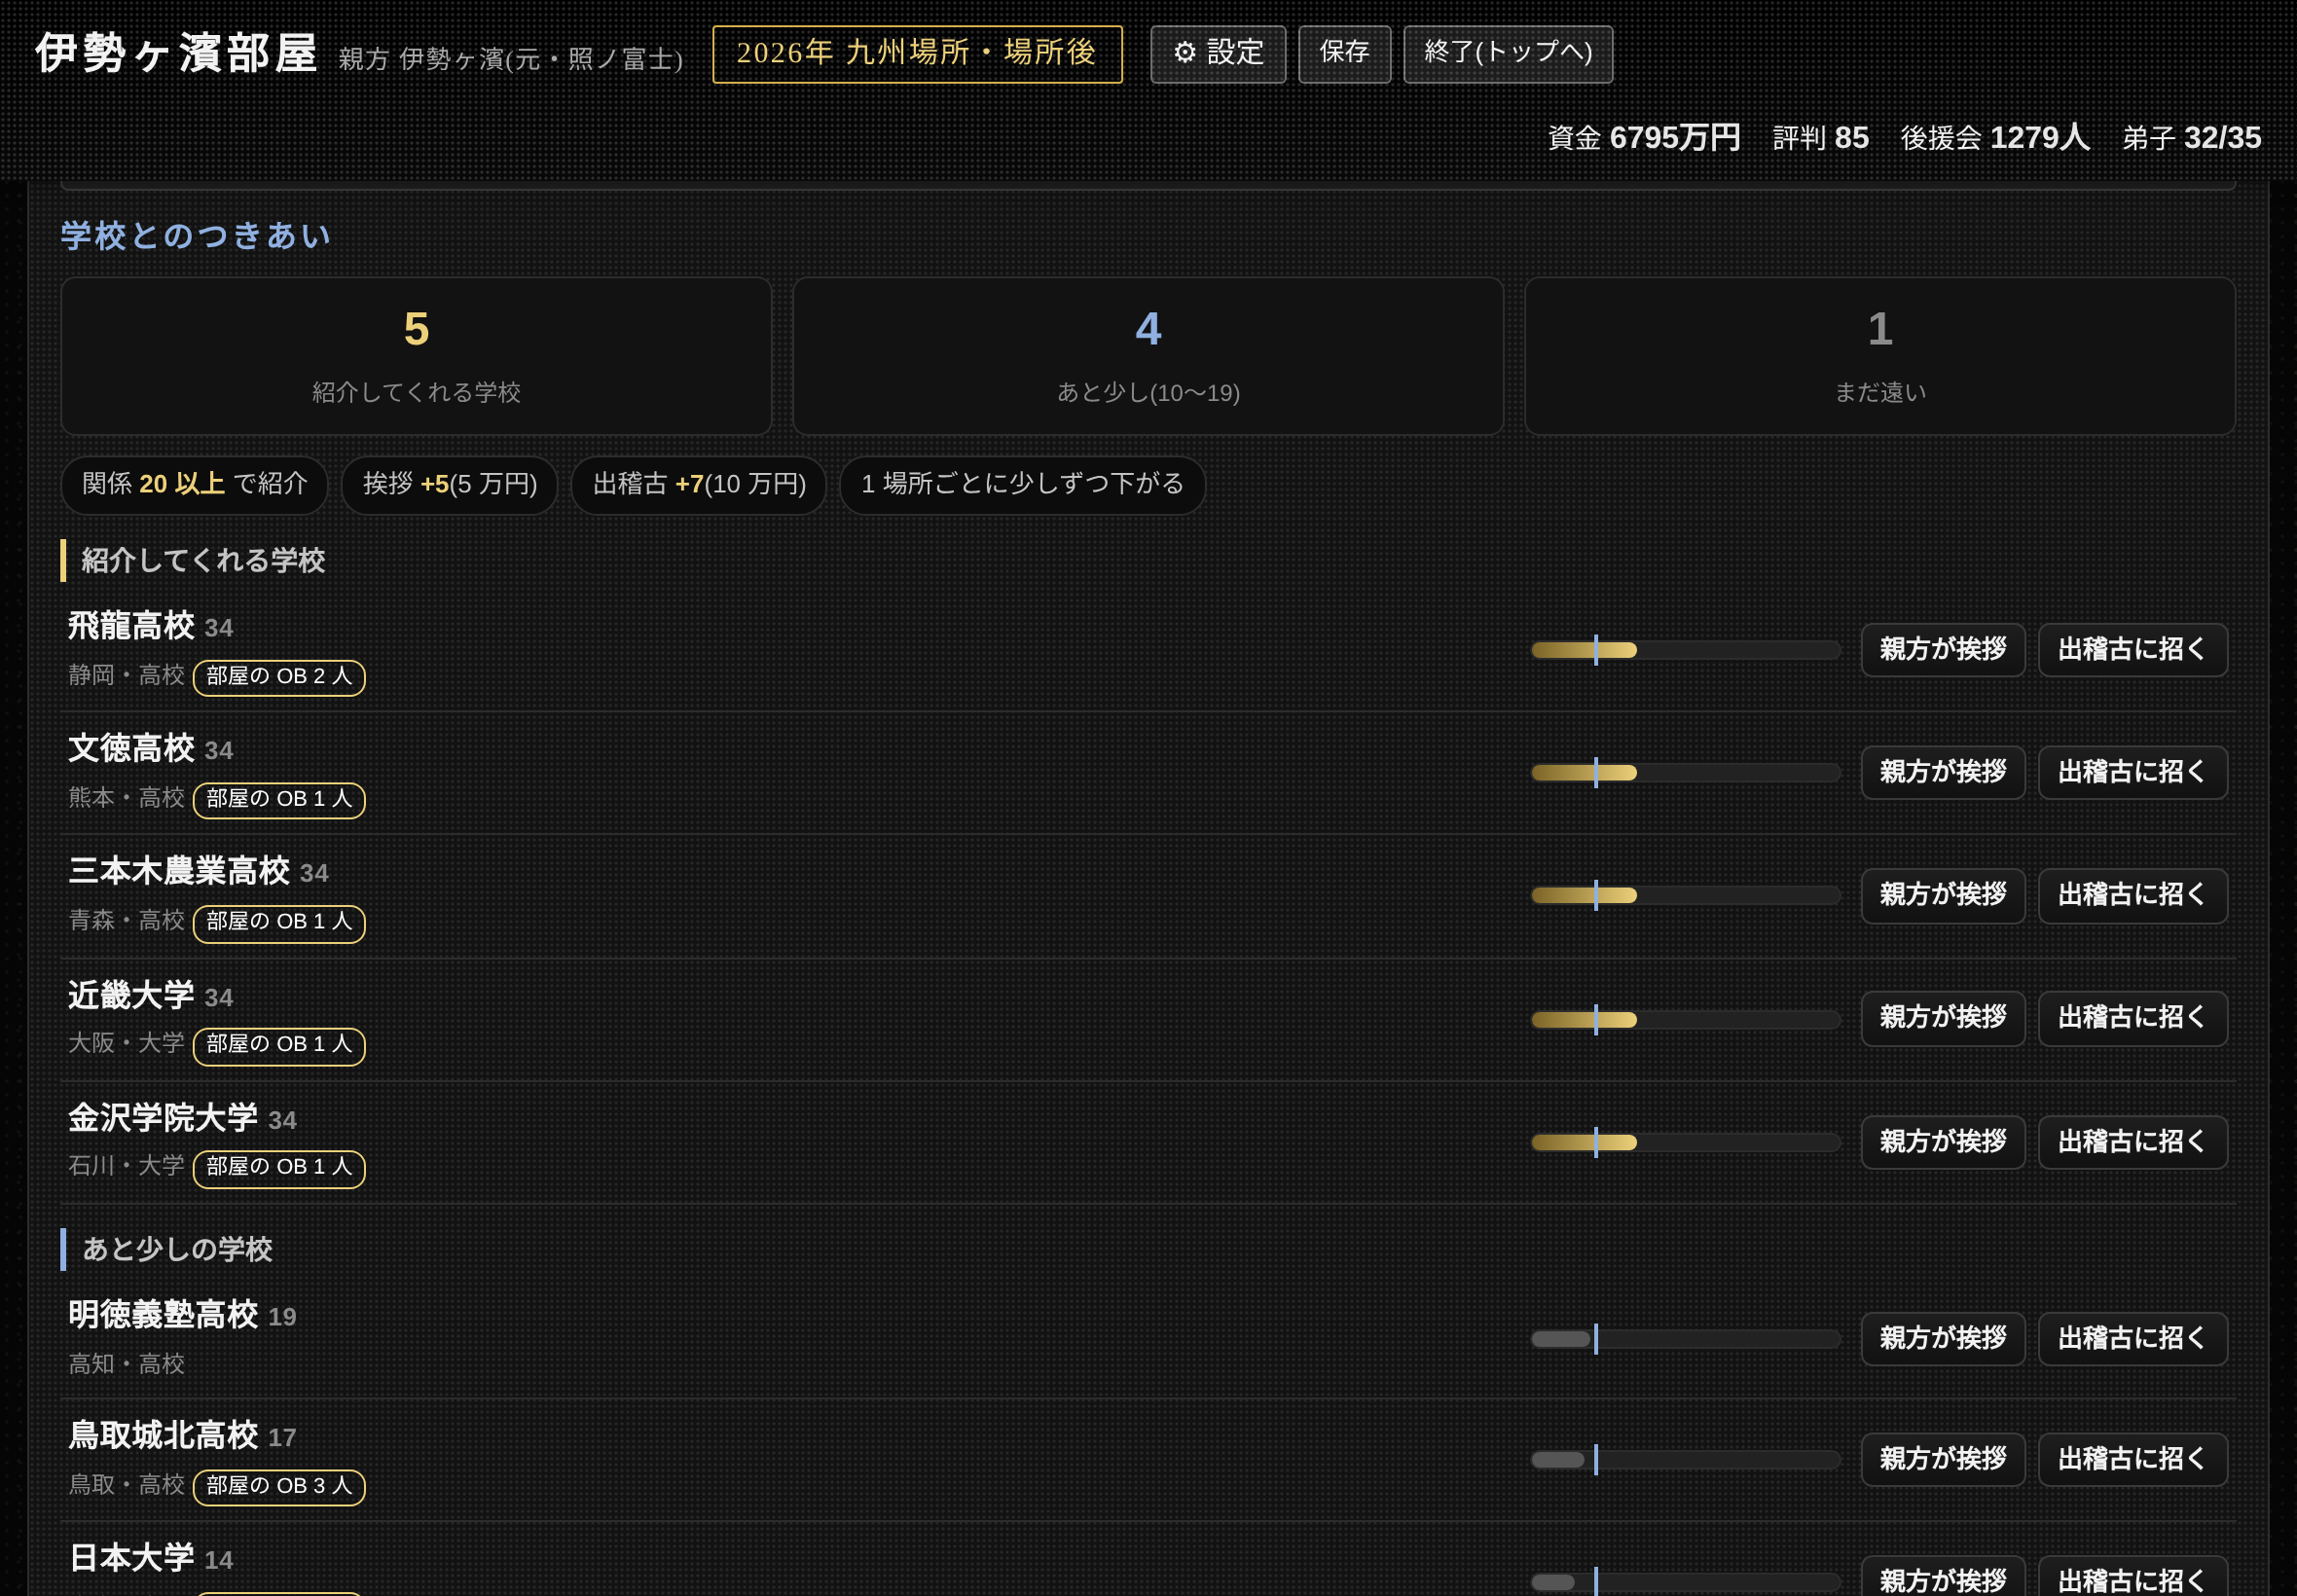 伊勢ヶ濱部屋 親方 伊勢ヶ濱(元・照ノ富士) 2026年 九州場所・場所後 ⚙ 設定 保存 終了(トップへ)
資金 6795万円 評判 85 後援会 1279人 弟子 32/35
学校とのつきあい
5 4 1
紹介してくれる学校 あと少し(10〜19) まだ遠い
関係 20 以上 で紹介 挨拶 +5(5 万円) 出稽古 +7(10 万円) 1 場所ごとに少しずつ下がる
紹介してくれる学校
飛龍高校 34
静岡・高校 部屋の OB 2 人
親方が挨拶 出稽古に招く
文徳高校 34
熊本・高校 部屋の OB 1 人
親方が挨拶 出稽古に招く
三本木農業高校 34
青森・高校 部屋の OB 1 人
親方が挨拶 出稽古に招く
近畿大学 34
大阪・大学 部屋の OB 1 人
親方が挨拶 出稽古に招く
金沢学院大学 34
石川・大学 部屋の OB 1 人
親方が挨拶 出稽古に招く
あと少しの学校
明徳義塾高校 19
高知・高校
親方が挨拶 出稽古に招く
鳥取城北高校 17
鳥取・高校 部屋の OB 3 人
親方が挨拶 出稽古に招く
日本大学 14
親方が挨拶 出稽古に招く